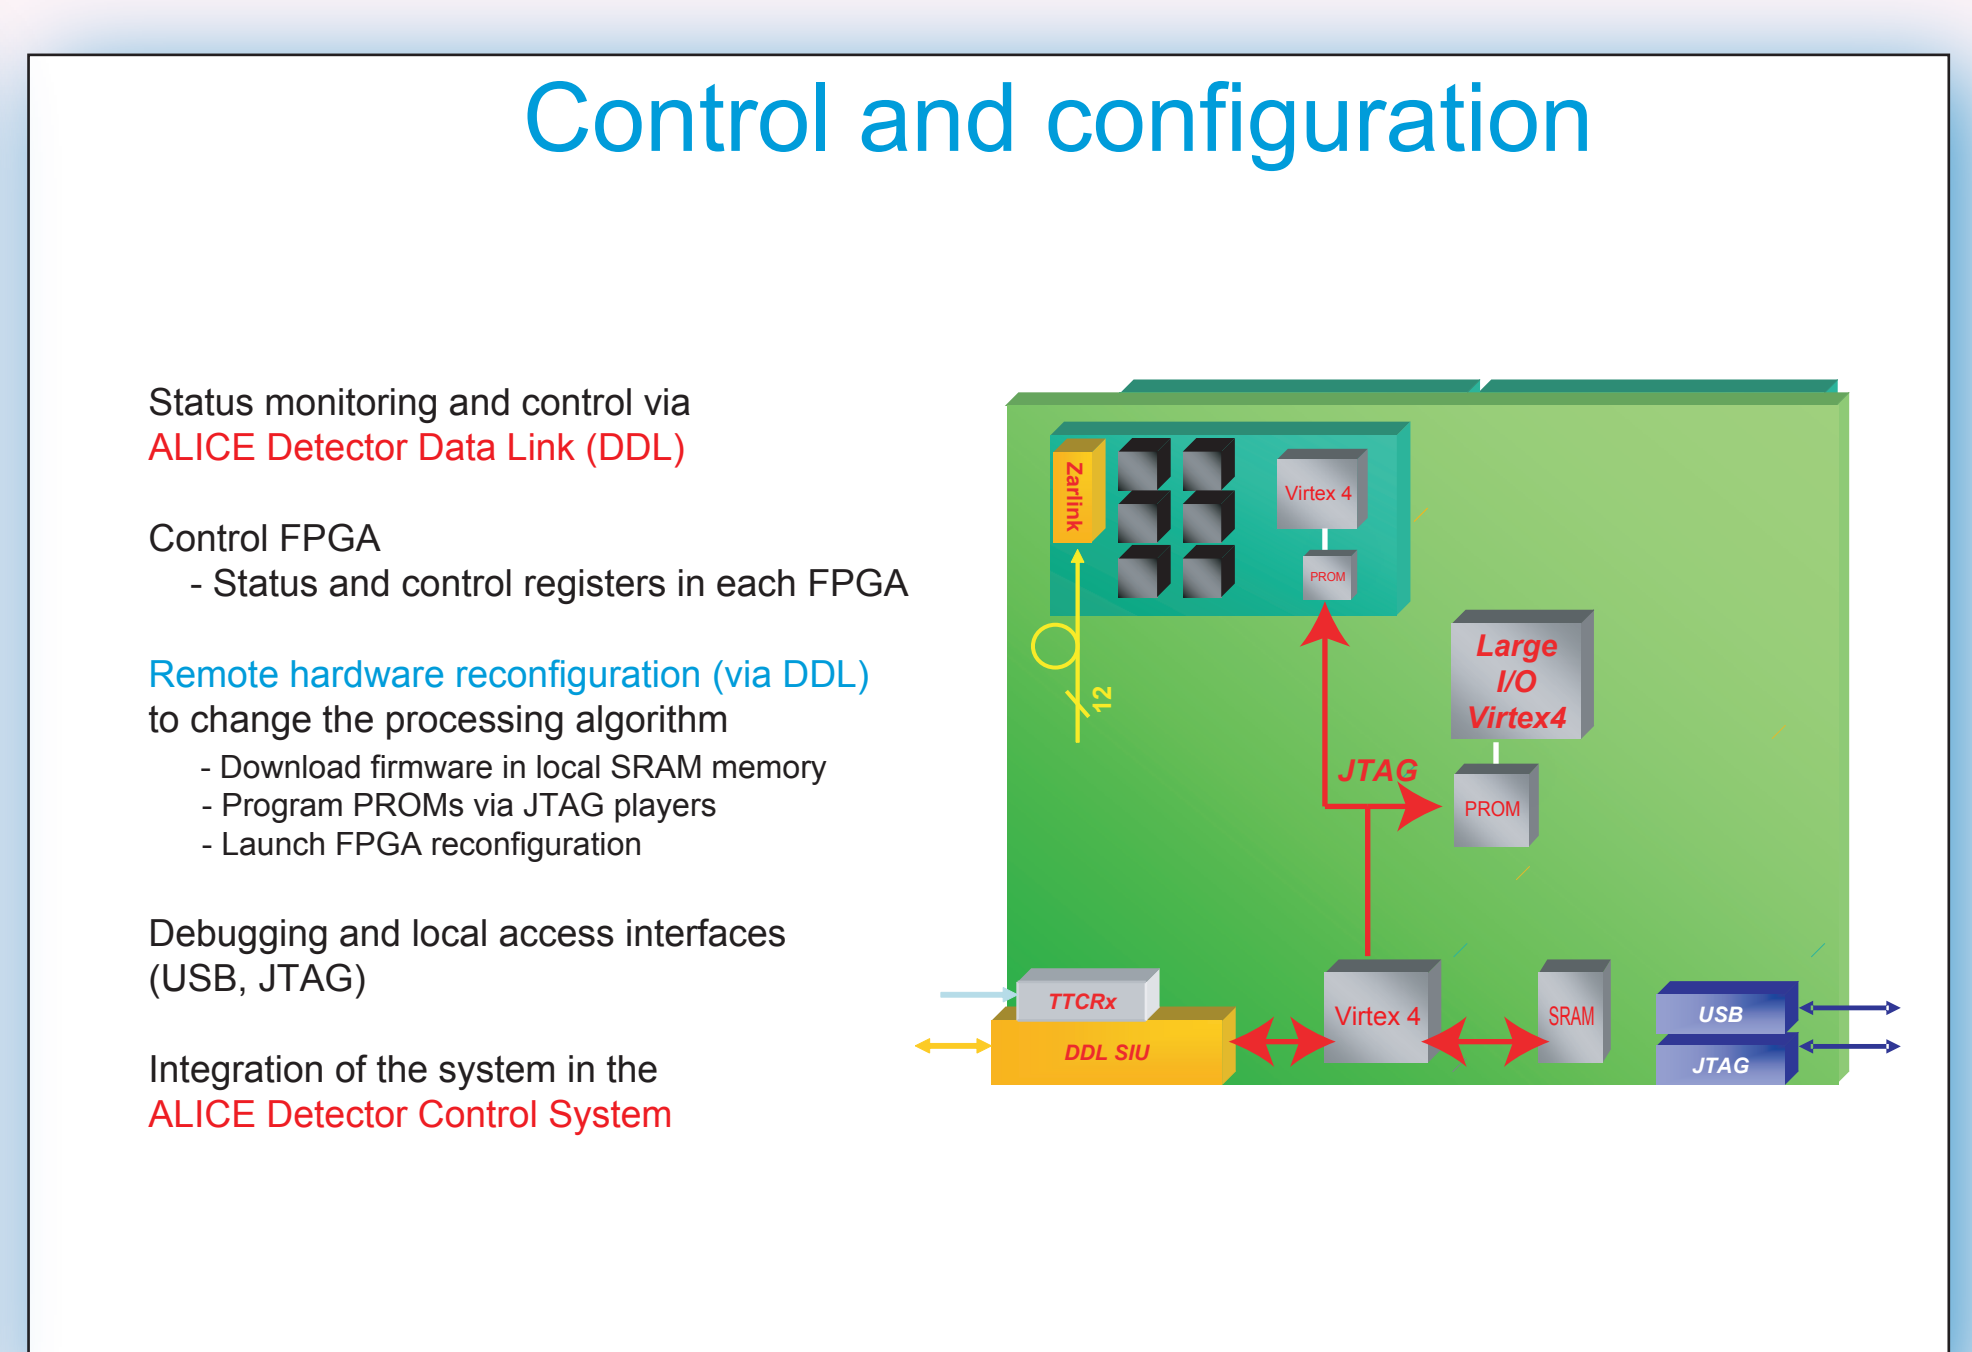 Control and configuration
Status monitoring and control via
ALICE Detector Data Link (DDL)
Control FPGA
- Status and control registers in each FPGA
Remote hardware reconfiguration (via DDL)
to change the processing algorithm
- Download firmware in local SRAM memory
- Program PROMs via JTAG players
- Launch FPGA reconfiguration
Debugging and local access interfaces
(USB, JTAG)
Integration of the system in the
ALICE Detector Control System
Zarlink
Virtex 4
PROM
12
Large
I/O
Virtex4
JTAG
PROM
TTCRx
DDL SIU
Virtex 4
SRAM
USB
JTAG